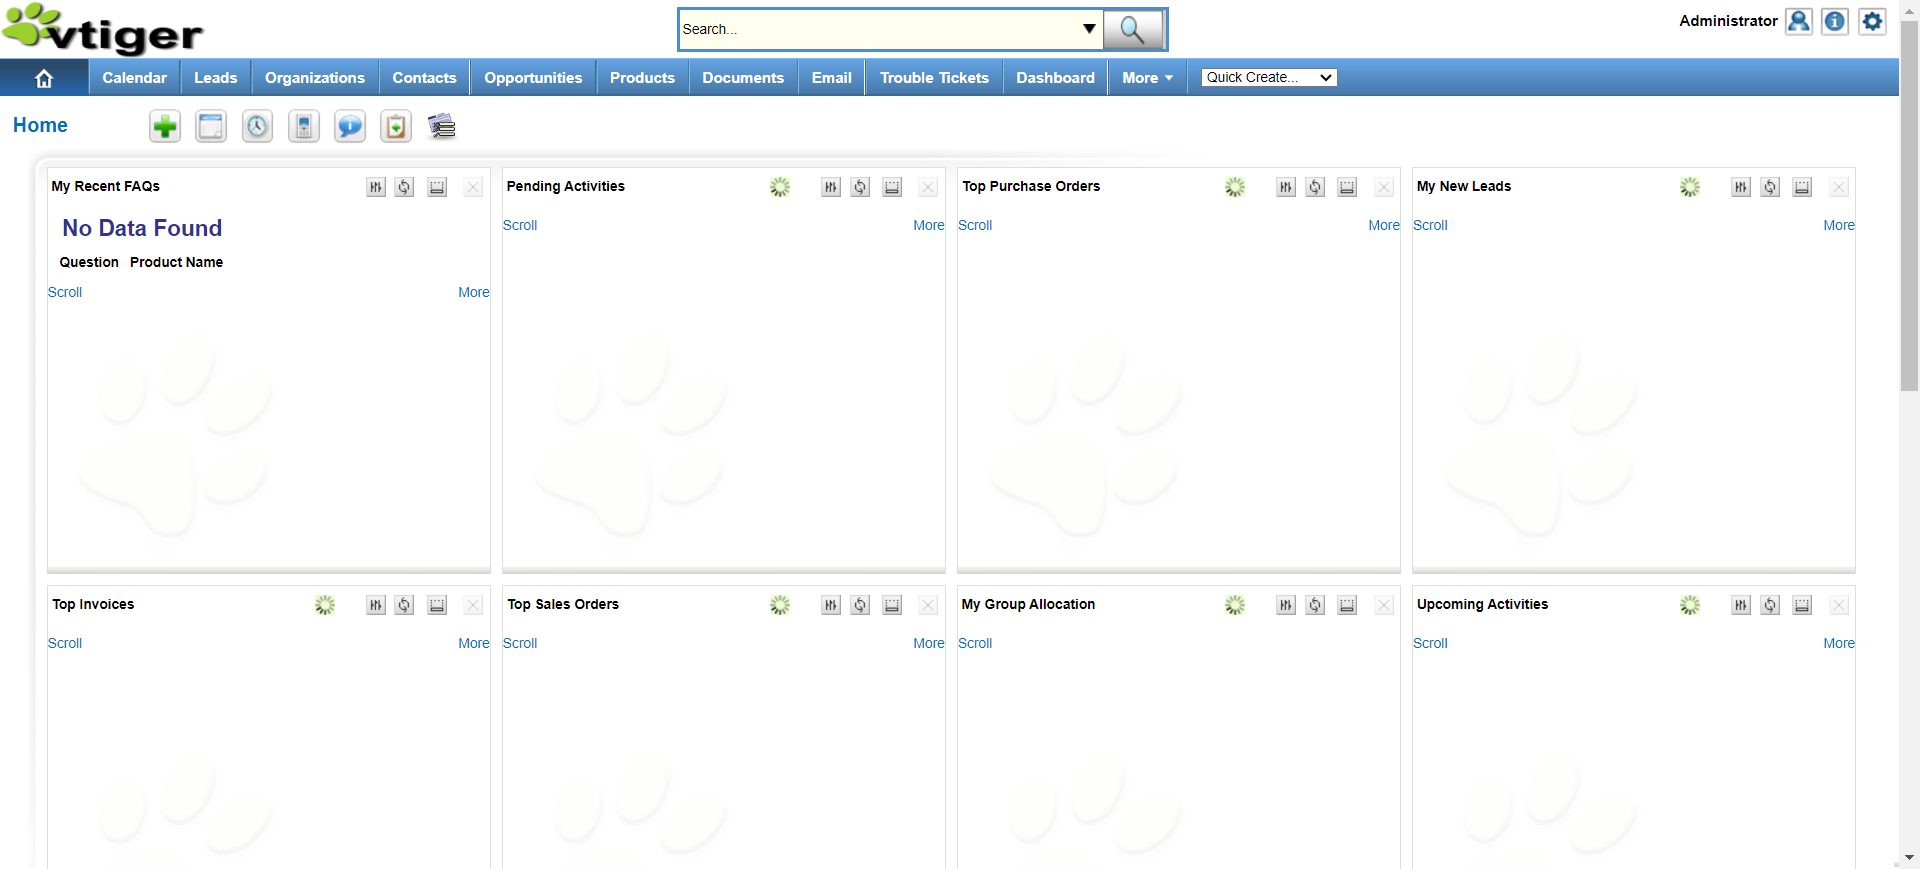 vtiger
Search...
Administrator
Calendar Leads Organizations Contacts Opportunities Products Documents Email Trouble Tickets Dashboard More Quick Create...
Home
My Recent FAQs
No Data Found
Question Product Name
Scroll More
Pending Activities
Scroll More
Top Purchase Orders
Scroll More
My New Leads
Scroll More
Top Invoices
Scroll More
Top Sales Orders
Scroll More
My Group Allocation
Scroll
Upcoming Activities
Scroll More